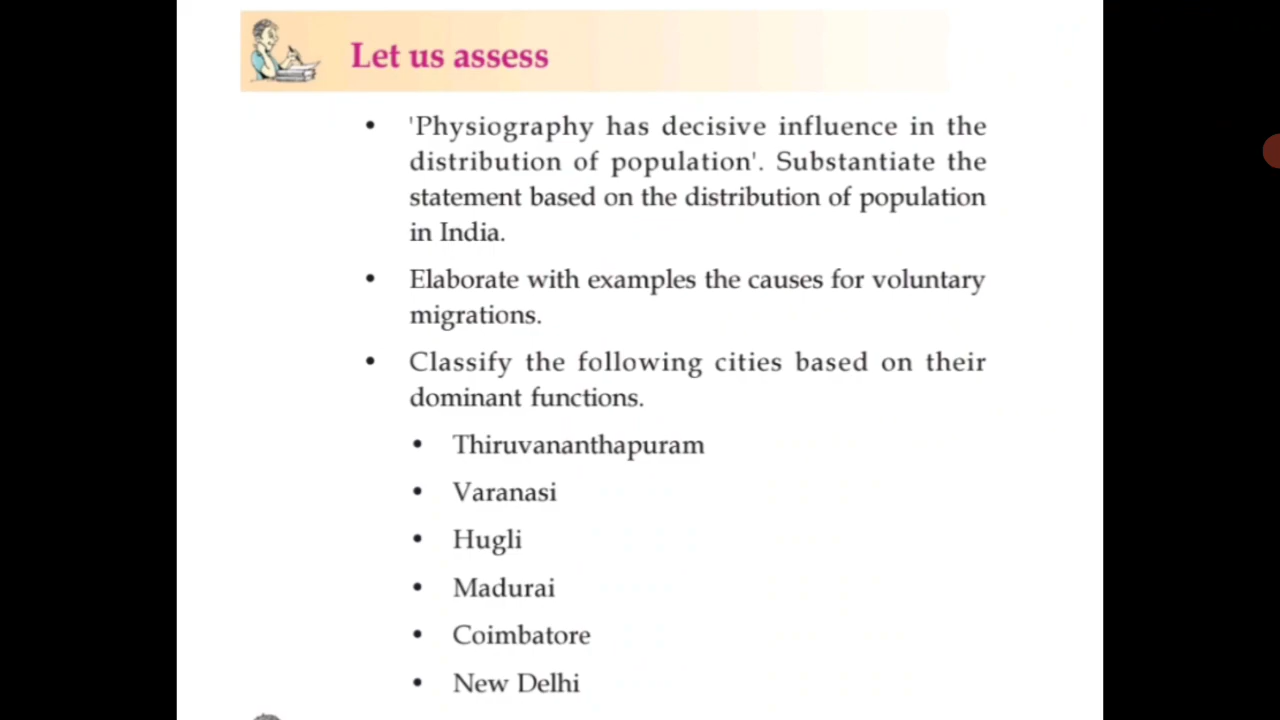 Let us assess
• 'Physiography has decisive influence in the
distribution of population'. Substantiate the
statement based on the distribution of population
in India.
• Elaborate with examples the causes for voluntary
migrations.
• Classify the following cities based on their
dominant functions.
• Thiruvananthapuram
• Varanasi
• Hugli
• Madurai
• Coimbatore
• New Delhi